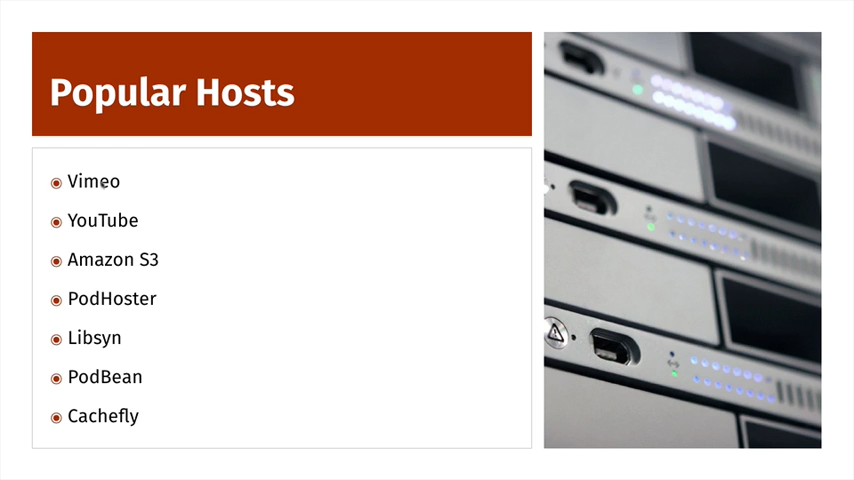 Popular Hosts
Vimeo
YouTube
Amazon S3
PodHoster
Libsyn
PodBean
Cachefly